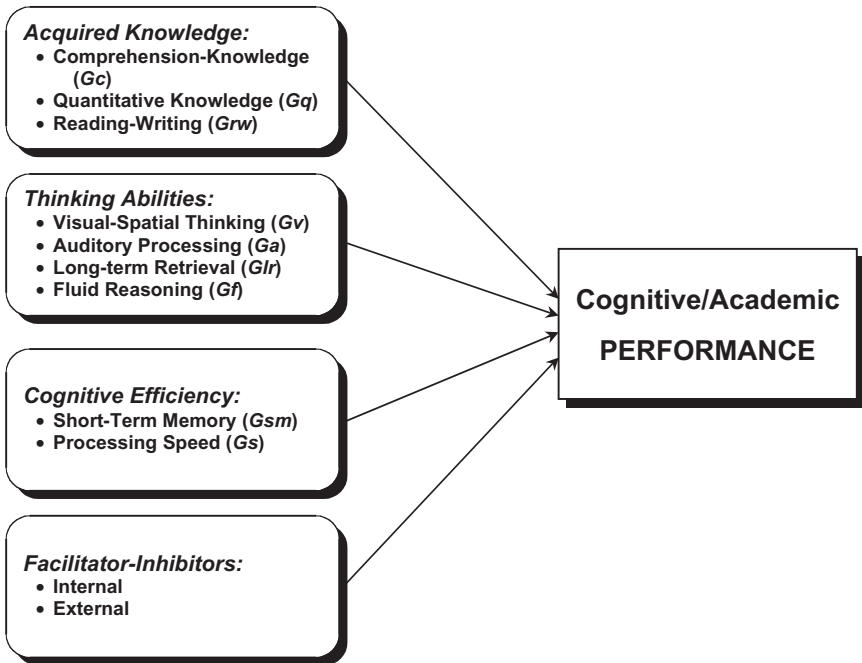 Acquired Knowledge:
• Comprehension-Knowledge
(Gc)
• Quantitative Knowledge (Gq)
• Reading-Writing (Grw)
Thinking Abilities:
• Visual-Spatial Thinking (Gv)
• Auditory Processing (Ga)
• Long-term Retrieval (Glr)
• Fluid Reasoning (Gf)
Cognitive Efficiency:
• Short-Term Memory (Gsm)
• Processing Speed (Gs)
Facilitator-Inhibitors:
• Internal
• External
Cognitive/Academic
PERFORMANCE